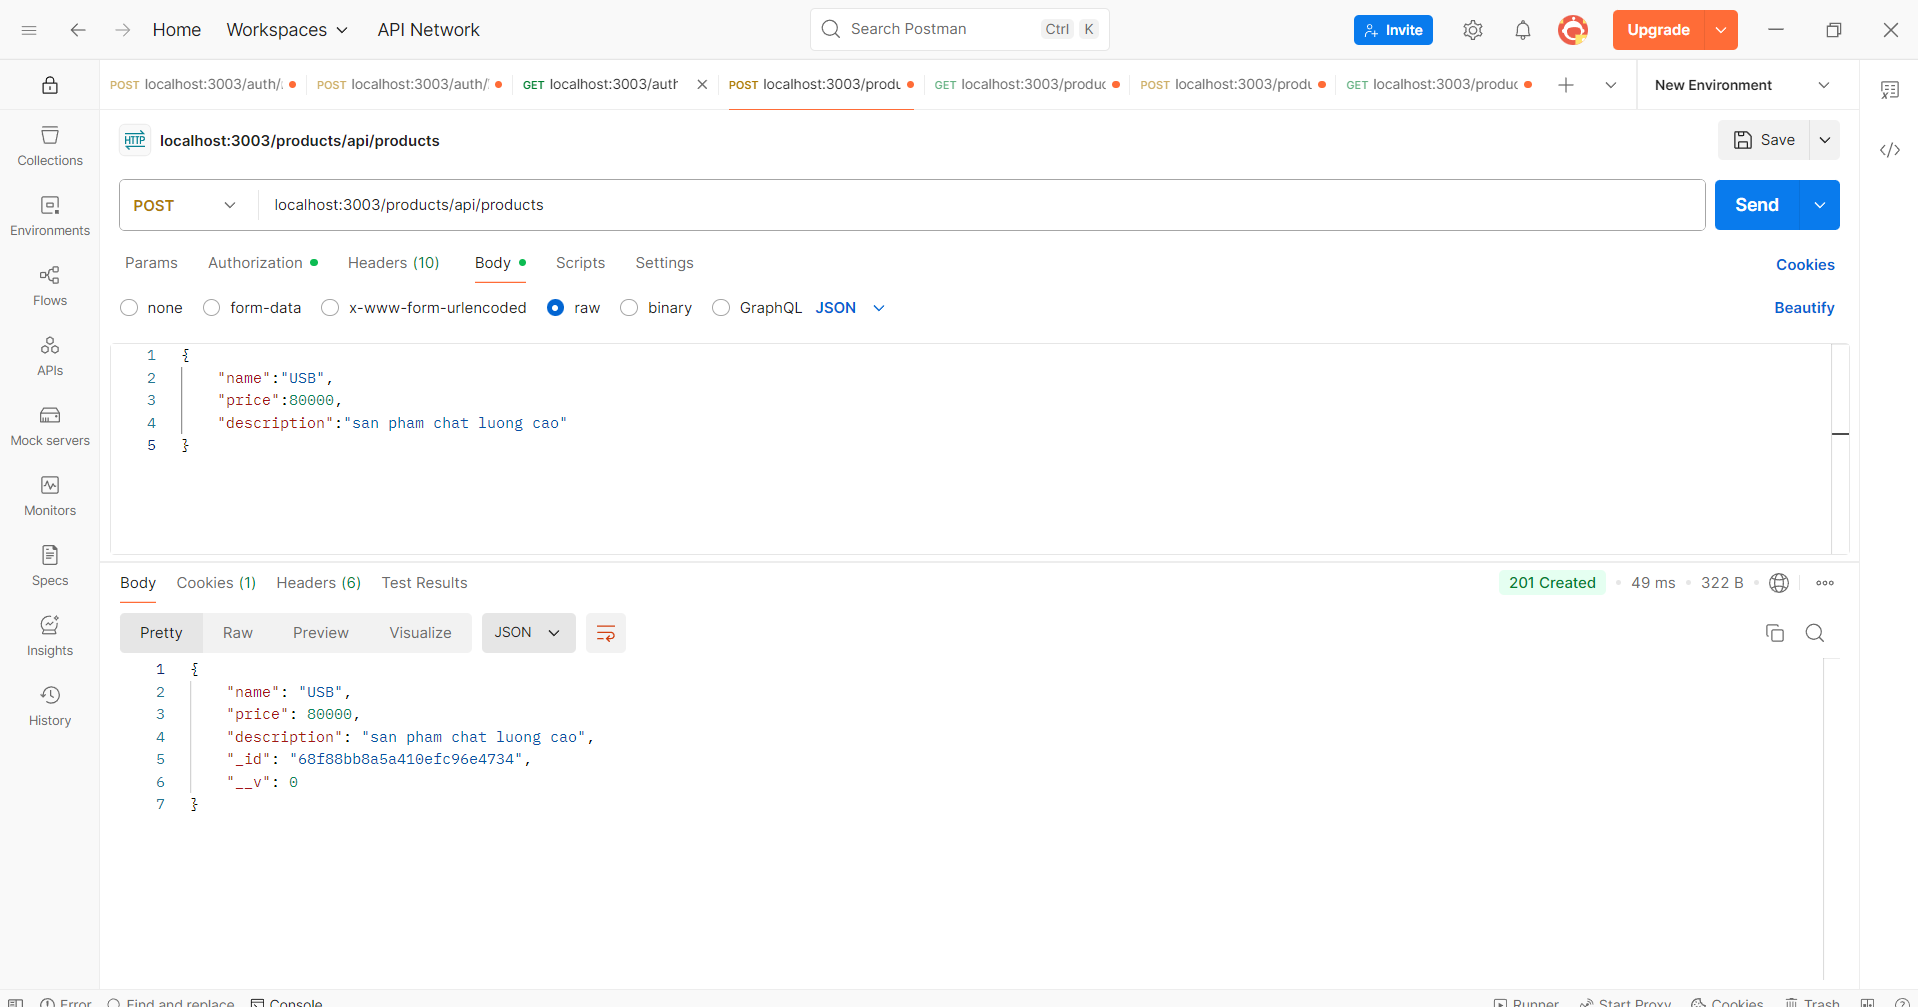 Home Workspaces API Network Search Postman Ctrl K Invite Upgrade
POST localhost:3003/auth/ POST localhost:3003/auth/ GET localhost:3003/auth POST localhost:3003/produ GET localhost:3003/produc POST localhost:3003/produ GET localhost:3003/produc New Environment
HTTP localhost:3003/products/api/products Save
Collections
POST localhost:3003/products/api/products Send
Environments
Params Authorization Headers (10) Body Scripts Settings Cookies
Flows
none form-data x-www-form-urlencoded raw binary GraphQL JSON Beautify
APIs
1 {
2 "name":"USB",
3 "price":80000,
4 "description":"san pham chat luong cao"
5 }
Mock servers
Monitors
Specs
Body Cookies (1) Headers (6) Test Results 201 Created 49 ms 322 B
Pretty Raw Preview Visualize JSON
Insights
1 {
2 "name": "USB",
3 "price": 80000,
4 "description": "san pham chat luong cao",
5 "_id": "68f88bb8a5a410efc96e4734",
6 "__v": 0
7 }
History
Error Find and replace Console Runner Start Proxy Cookies Trash